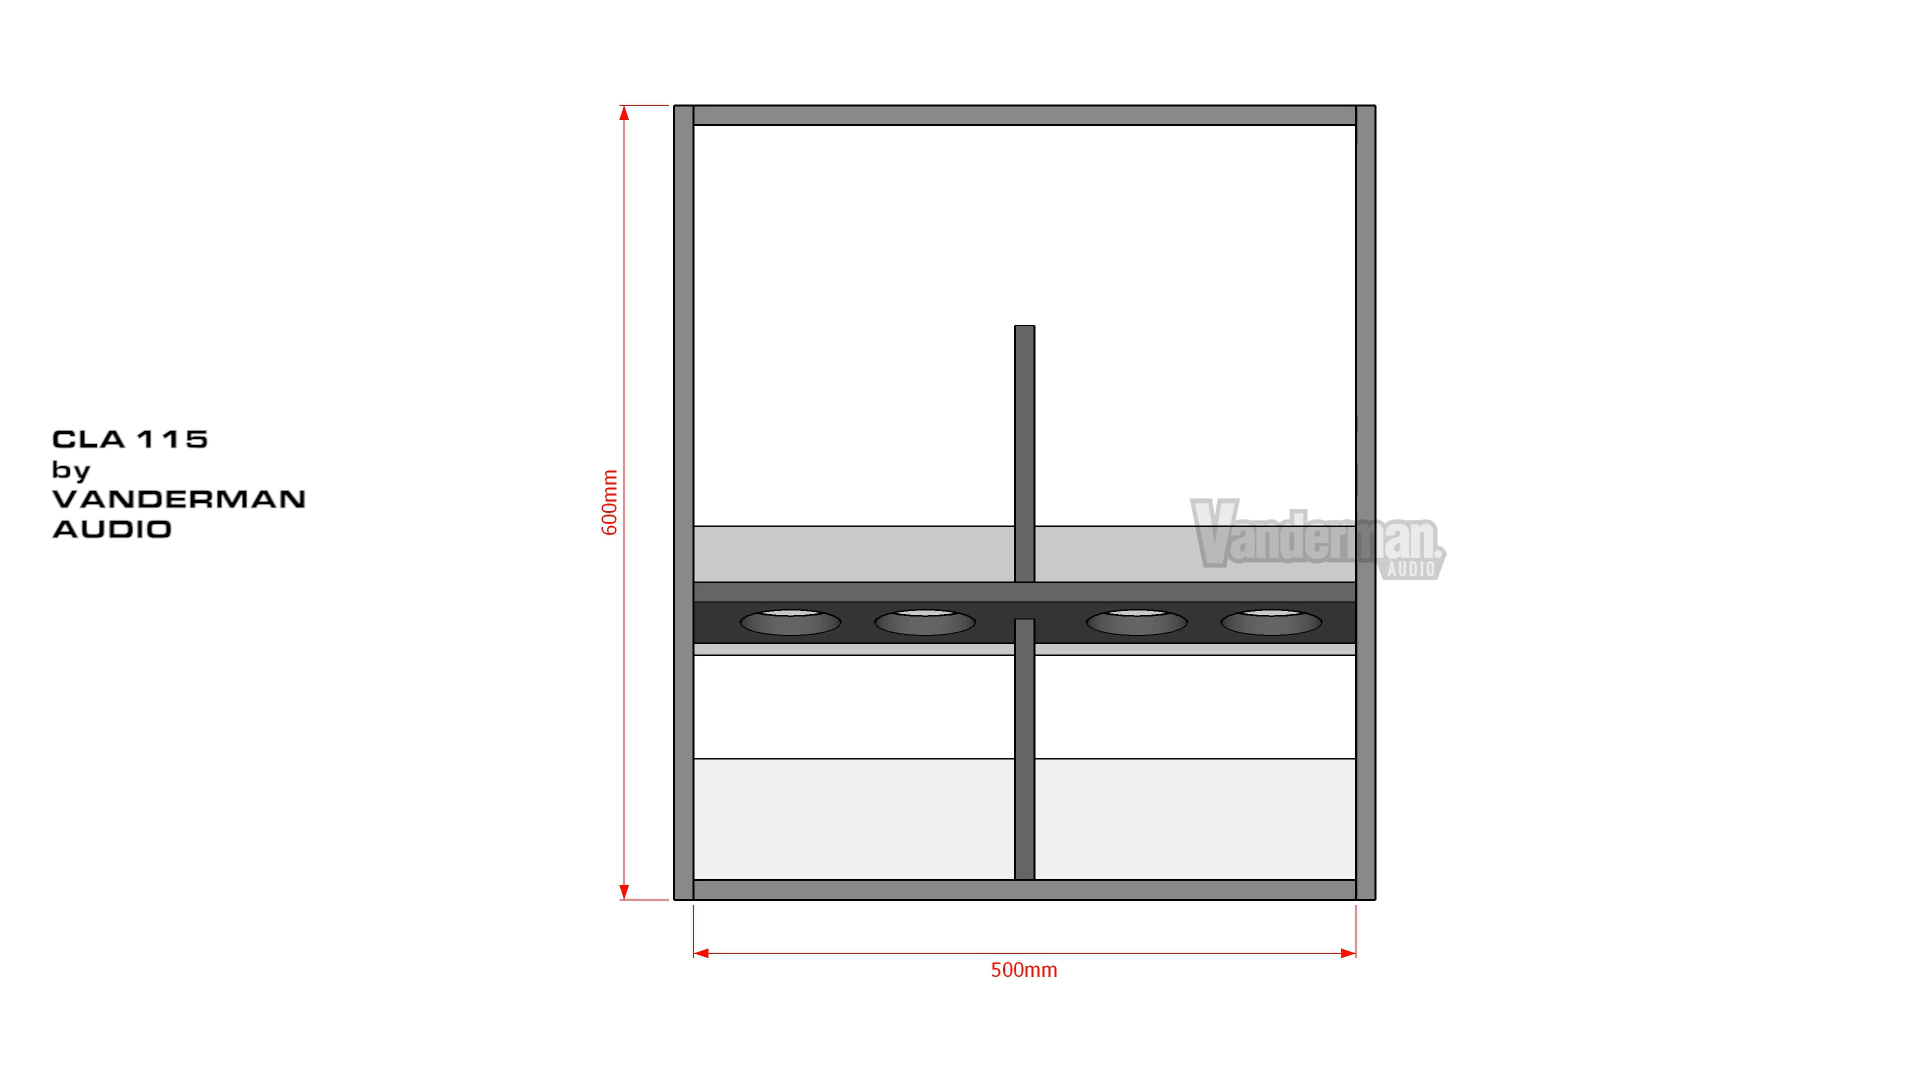 CLA 115
by
VANDERMAN
AUDIO
600mm
Vanderman.
AUDIO
500mm